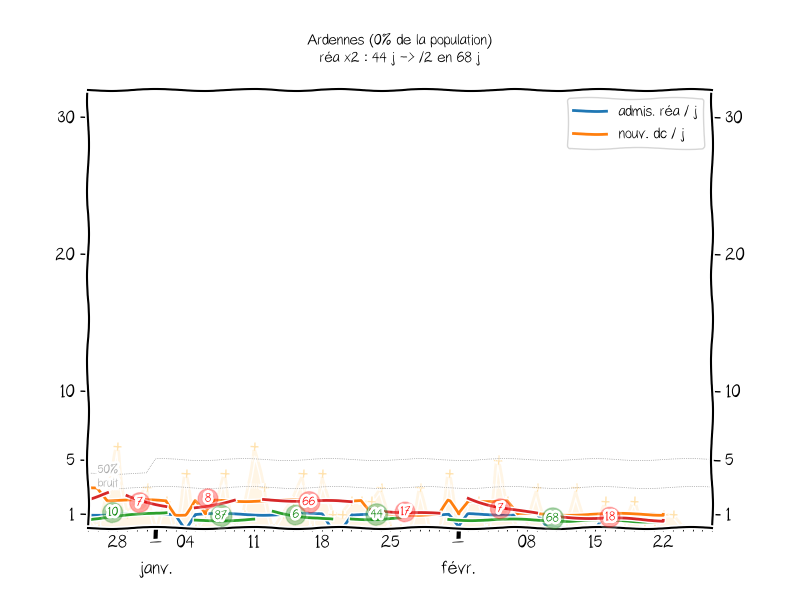 Ardennes (0% de la population)
réa x2 : 44 j -> /2 en 68 j
admis. réa / j
nouv. dc / j
30 30
20 20
10 10
5 5
50%
bruit
1 1
10 7 8 87 6 66 44 17 7 68 18
28 04 11 18 25 08 15 22
janv. févr.